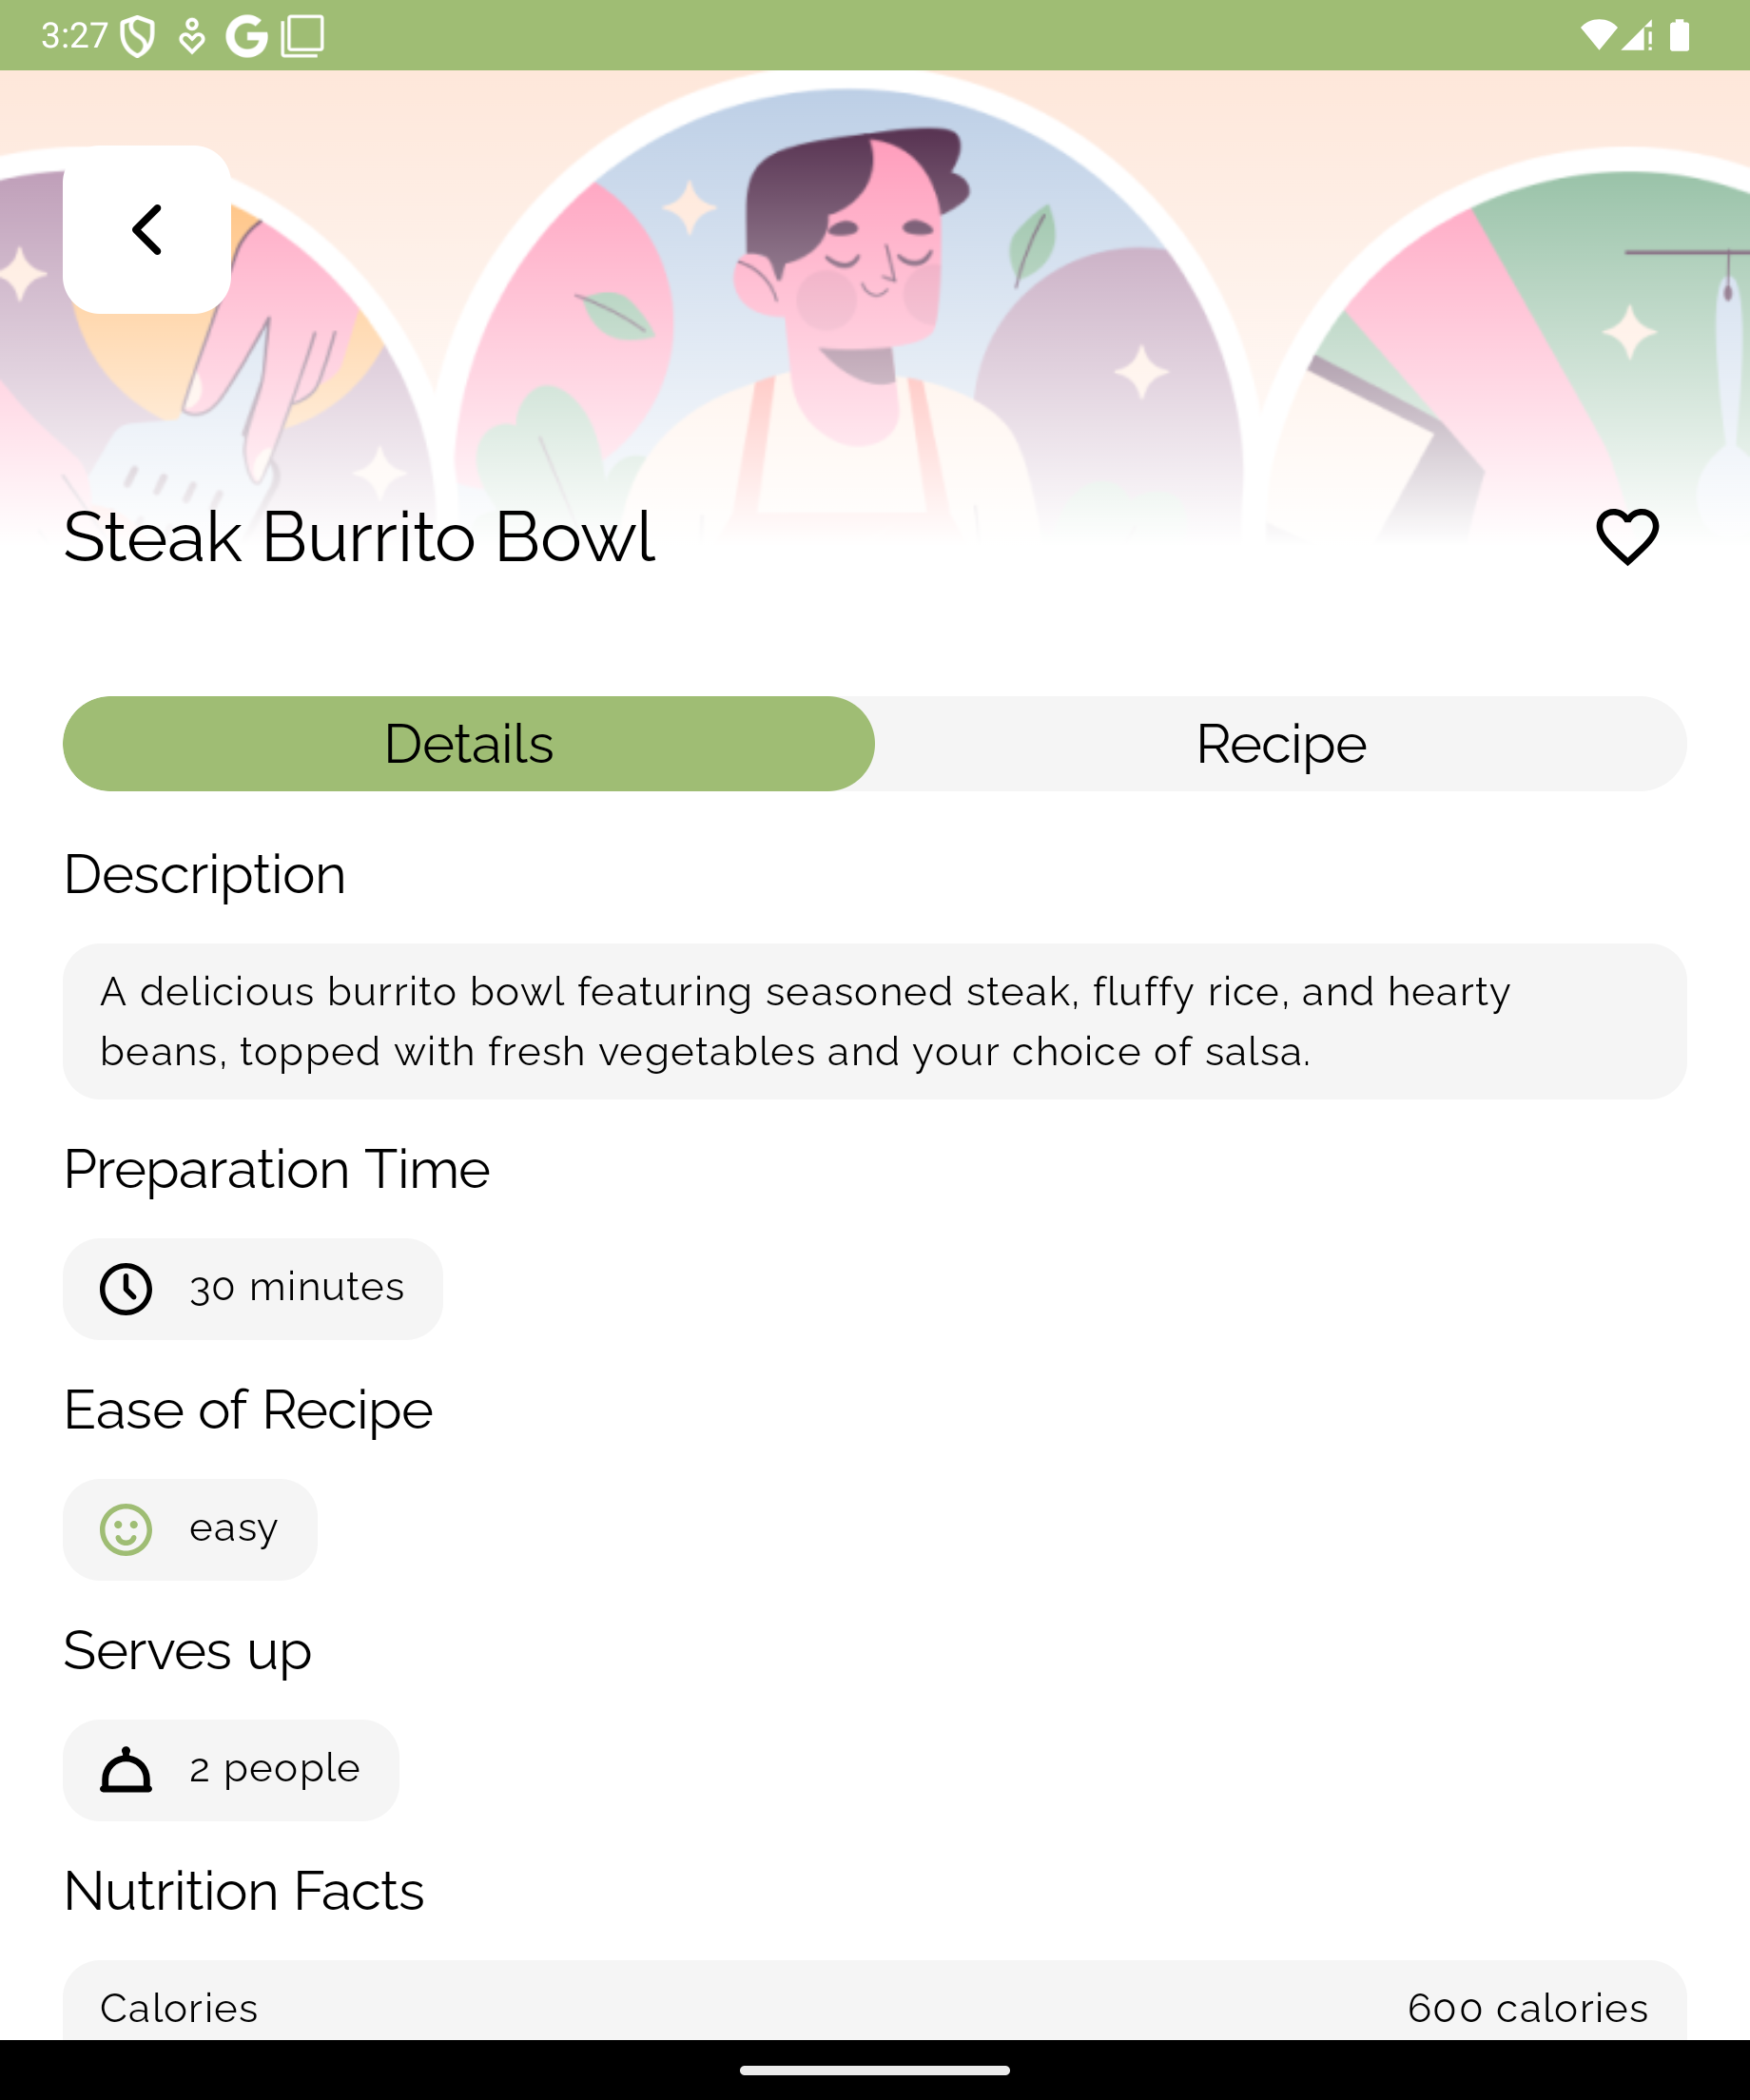 3:27
Steak Burrito Bowl
Details
Recipe
Description
A delicious burrito bowl featuring seasoned steak, fluffy rice, and hearty
beans, topped with fresh vegetables and your choice of salsa.
Preparation Time
30 minutes
Ease of Recipe
easy
Serves up
2 people
Nutrition Facts
Calories 600 calories